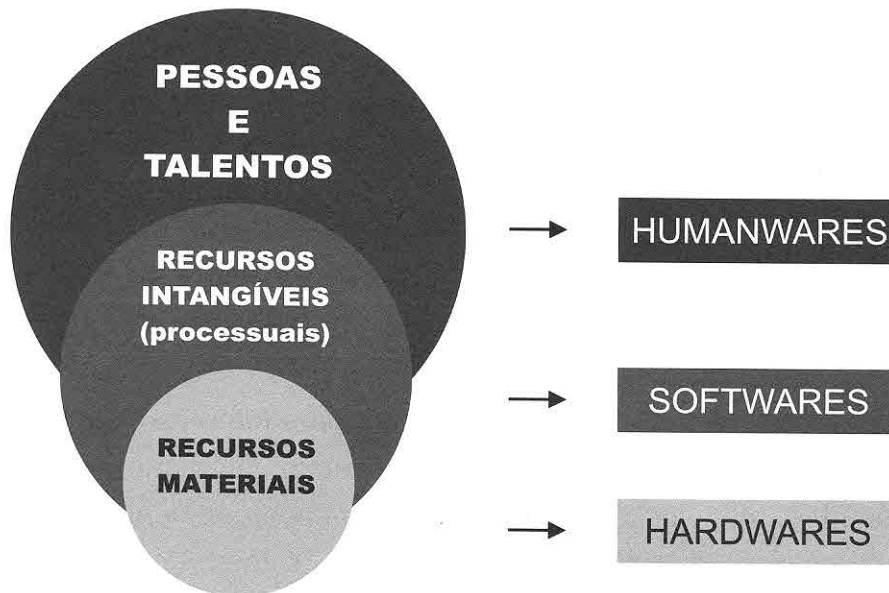 PESSOAS
E
TALENTOS
HUMANWARES
RECURSOS
INTANGÍVEIS
(processuais)
SOFTWARES
RECURSOS
MATERIAIS
HARDWARES